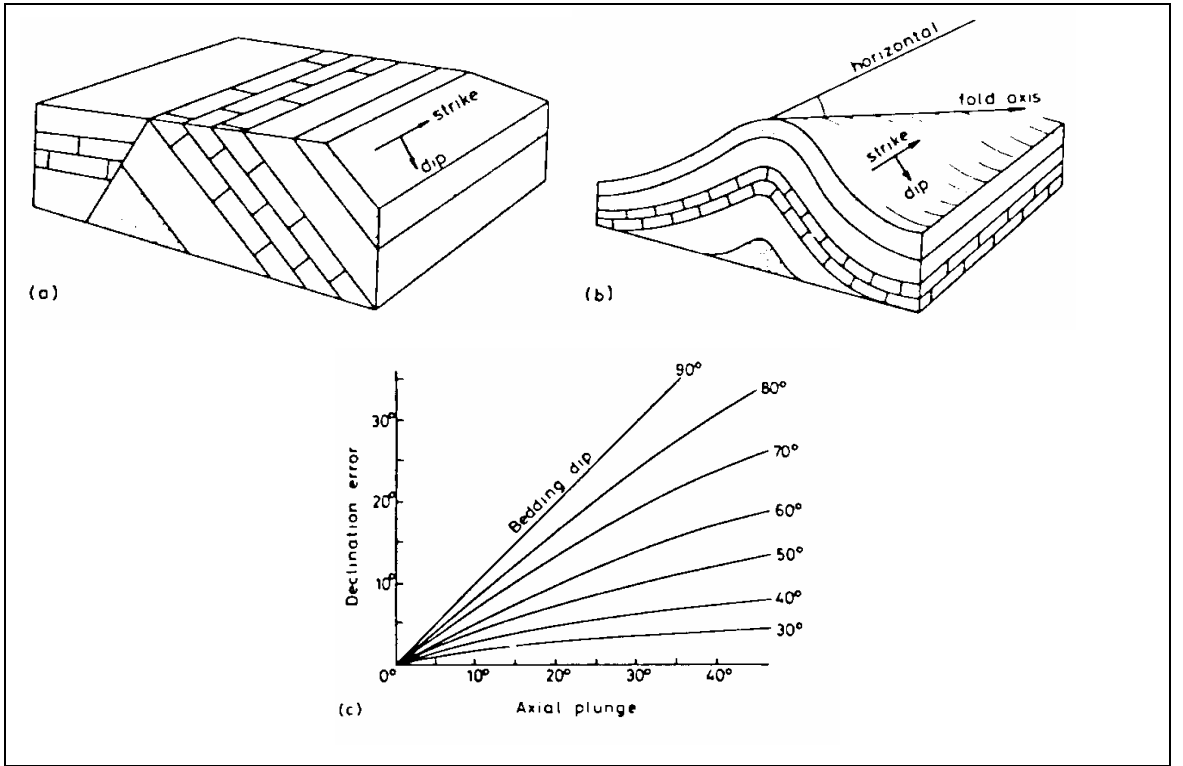 strike
dip
(a)
horizontal
fold axis
strike
dip
(b)
90°
80°
70°
60°
50°
40°
30°
Bedding dip
Declination error
30°
20°
10°
0°
10°
20°
30°
40°
Axial plunge
(c)